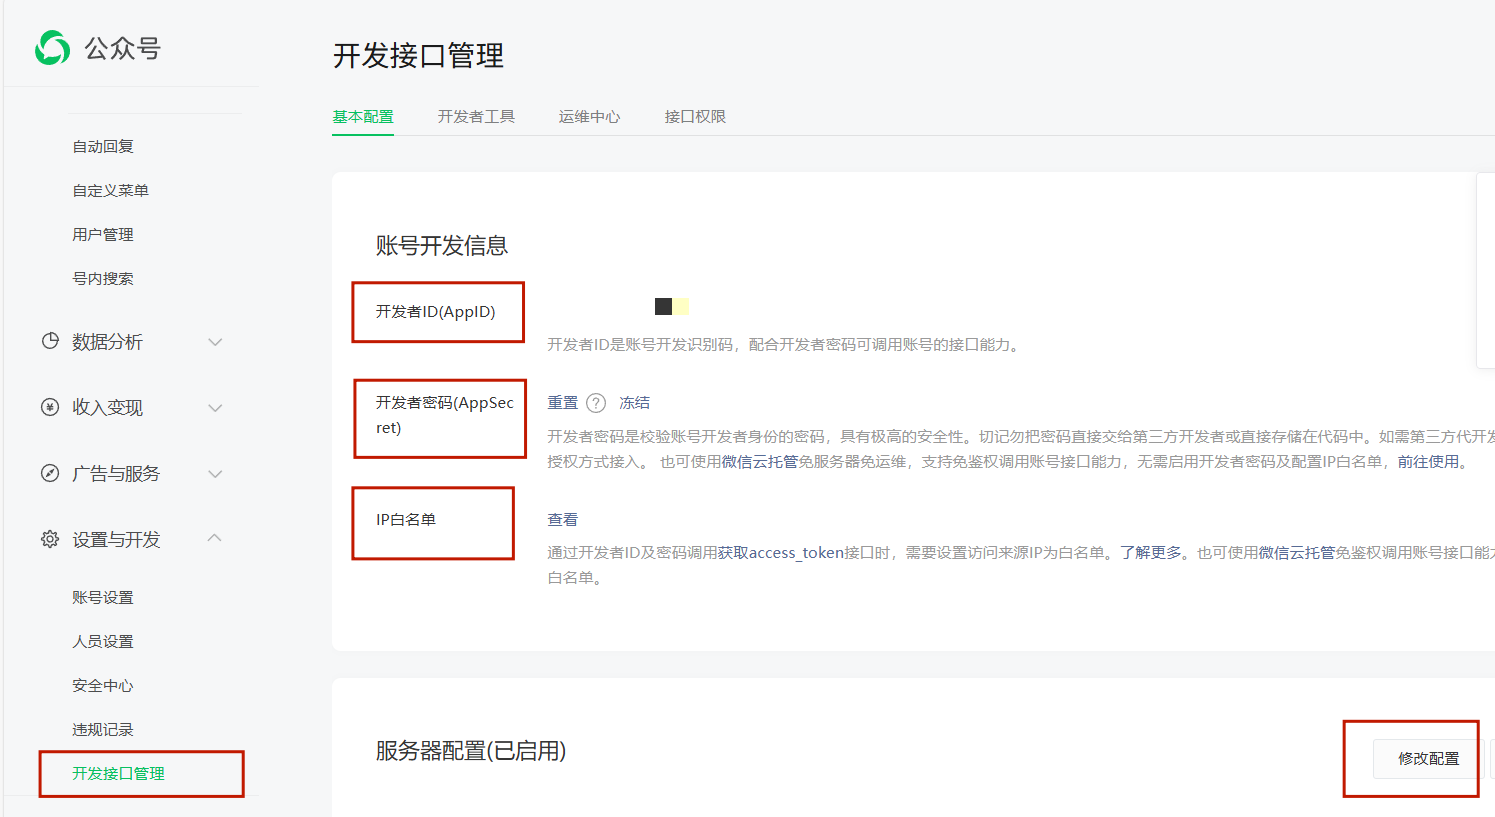 公众号
自动回复
自定义菜单
用户管理
号内搜索
数据分析
收入变现
广告与服务
设置与开发
账号设置
人员设置
安全中心
违规记录
开发接口管理
开发接口管理
基本配置 开发者工具 运维中心 接口权限
账号开发信息
开发者ID(AppID)
开发者ID是账号开发识别码，配合开发者密码可调用账号的接口能力。
开发者密码(AppSec
ret)
重置 ? 冻结
开发者密码是校验账号开发者身份的密码，具有极高的安全性。切记勿把密码直接交给第三方开发者或直接存储在代码中。如需第三方代开发
授权方式接入。 也可使用微信云托管免服务器免运维，支持免鉴权调用账号接口能力，无需启用开发者密码及配置IP白名单，前往使用。
IP白名单
查看
通过开发者ID及密码调用获取access_token接口时，需要设置访问来源IP为白名单。了解更多。也可使用微信云托管免鉴权调用账号接口能力
白名单。
服务器配置(已启用)
修改配置